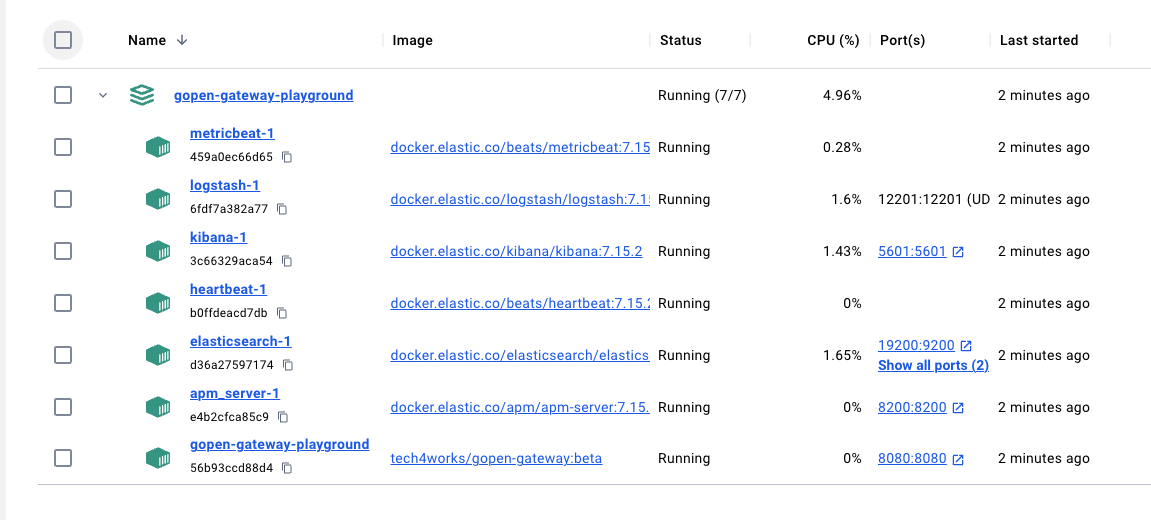 Name Image Status CPU (%) Port(s) Last started
gopen-gateway-playground Running (7/7) 4.96% 2 minutes ago
metricbeat-1
459a0ec66d65 docker.elastic.co/beats/metricbeat:7.15 Running 0.28% 2 minutes ago
logstash-1
6fdf7a382a77 docker.elastic.co/logstash/logstash:7.1 Running 1.6% 12201:12201 (UD 2 minutes ago
kibana-1
3c66329aca54 docker.elastic.co/kibana/kibana:7.15.2 Running 1.43% 5601:5601 2 minutes ago
heartbeat-1
b0ffdeacd7db docker.elastic.co/beats/heartbeat:7.15.2 Running 0% 2 minutes ago
elasticsearch-1
d36a27597174 docker.elastic.co/elasticsearch/elastics Running 1.65% 19200:9200 2 minutes ago
Show all ports (2)
apm_server-1
e4b2cfca85c9 docker.elastic.co/apm/apm-server:7.15. Running 0% 8200:8200 2 minutes ago
gopen-gateway-playground
56b93ccd88d4 tech4works/gopen-gateway:beta Running 0% 8080:8080 2 minutes ago